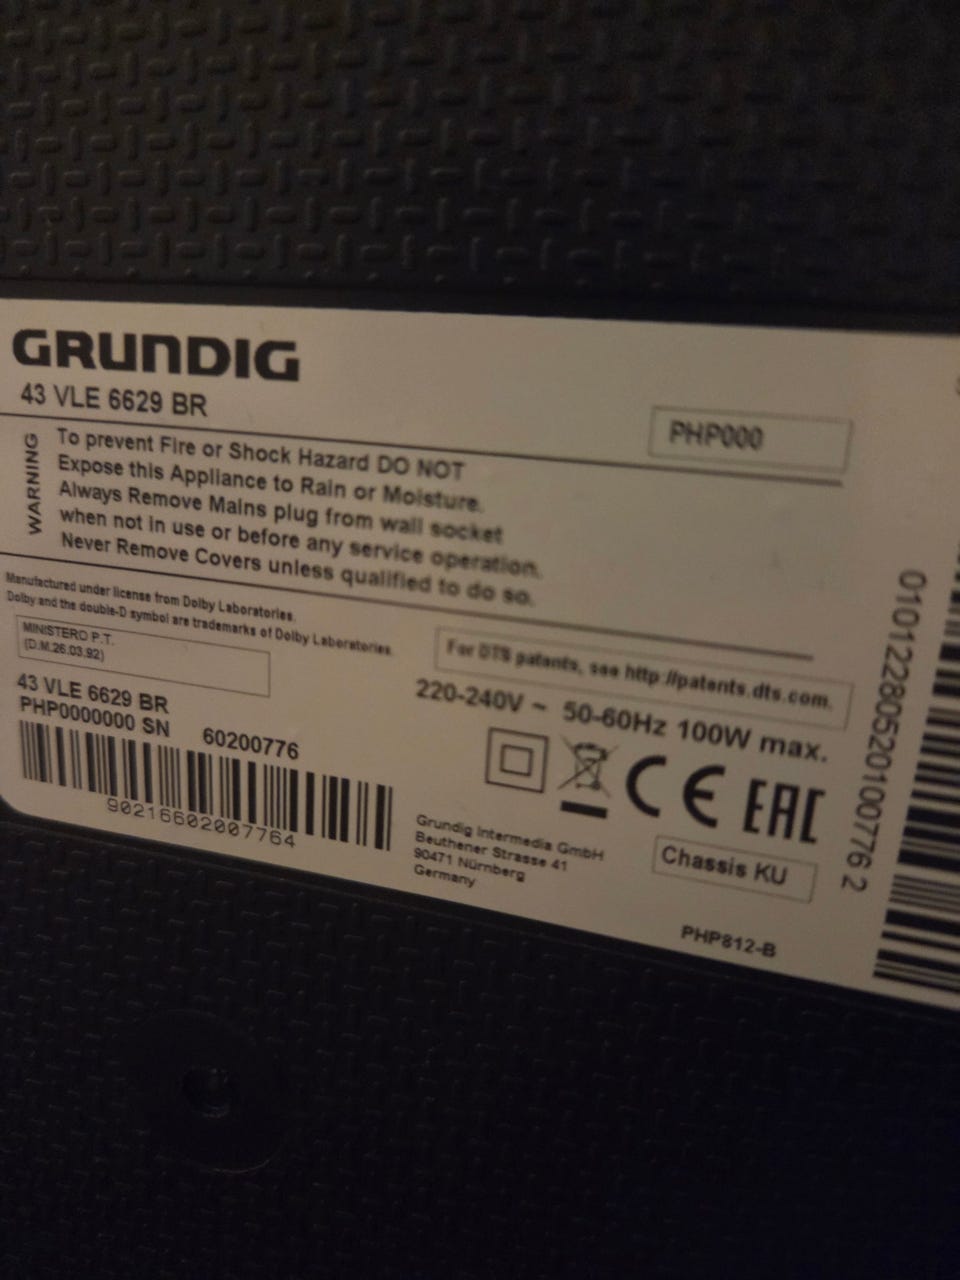 GRUNDIG
43 VLE 6629 BR
PHP000
WARNING
To prevent Fire or Shock Hazard DO NOT
Expose this Appliance to Rain or Moisture.
Always Remove Mains plug from wall socket
when not in use or before any service operation.
Never Remove Covers unless qualified to do so.
Manufactured under license from Dolby Laboratories.
Dolby and the double-D symbol are trademarks of Dolby Laboratories.
MINISTERO P.T.
(D.M.26.03.92)
For DTS patents, see http://patents.dts.com.
43 VLE 6629 BR
PHP0000000 SN 60200776
90216602007764
220-240V ~ 50-60Hz 100W max.
CE EAC
Grundig Intermedia GmbH
Beuthener Strasse 41
90471 Nürnberg
Germany
Chassis KU
PHP812-B
01012280520100776 2